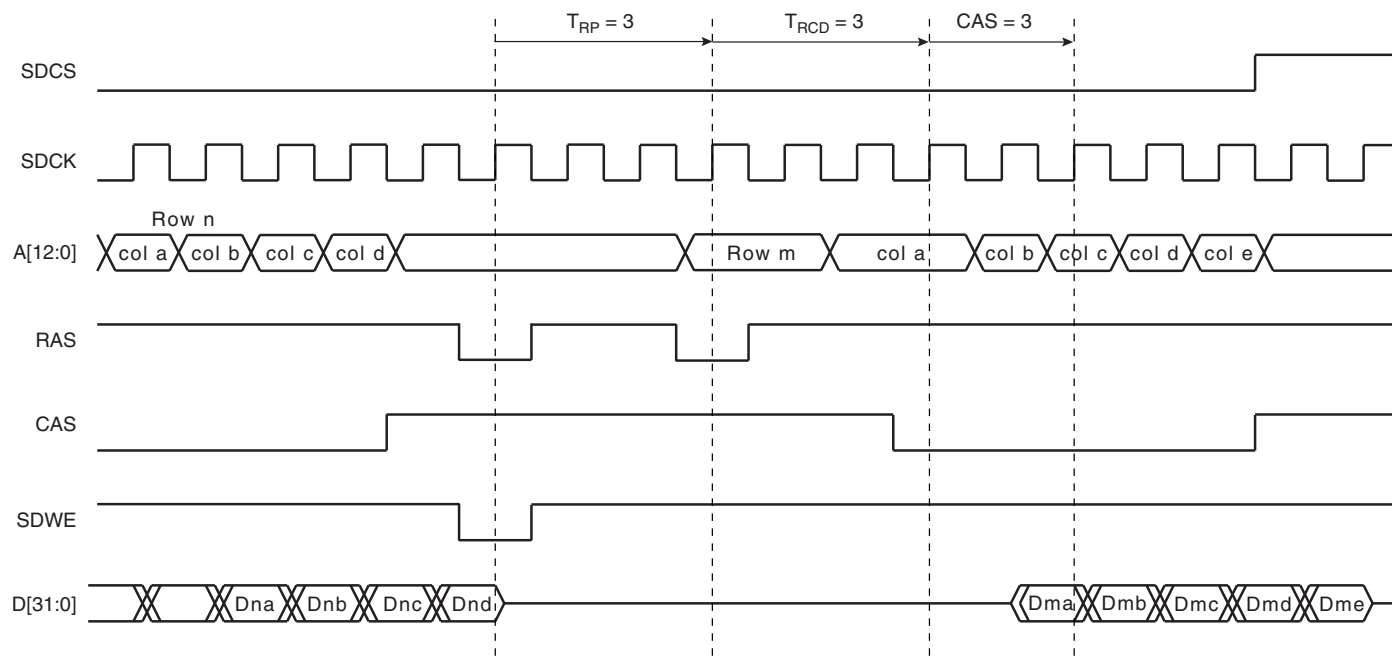 T_RP = 3 T_RCD = 3 CAS = 3
SDCS
SDCK
Row n
A[12:0] col a col b col c col d Row m col a col b col c col d col e
RAS
CAS
SDWE
D[31:0] Dna Dnb Dnc Dnd Dma Dmb Dmc Dmd Dme